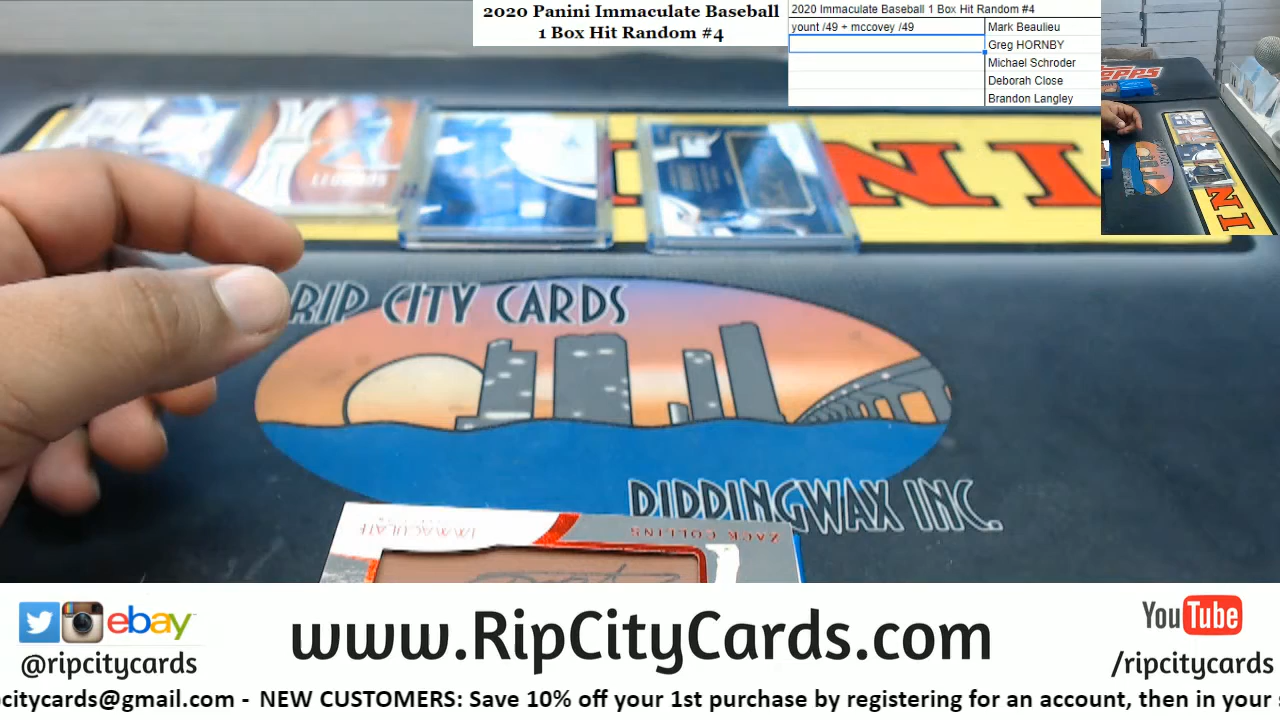 2020 Panini Immaculate Baseball
1 Box Hit Random #4
2020 Immaculate Baseball 1 Box Hit Random #4
yount /49 + mccovey /49
Mark Beaulieu
Greg HORNBY
Michael Schroder
Deborah Close
Brandon Langley
LEGENDS
RIP CITY CARDS
RIPPINGWAX INC.
IMMACULATE
ZACK COLLINS
ebay
@ripcitycards
www.RipCityCards.com
YouTube
/ripcitycards
citycards@gmail.com - NEW CUSTOMERS: Save 10% off your 1st purchase by registering for an account, then in your